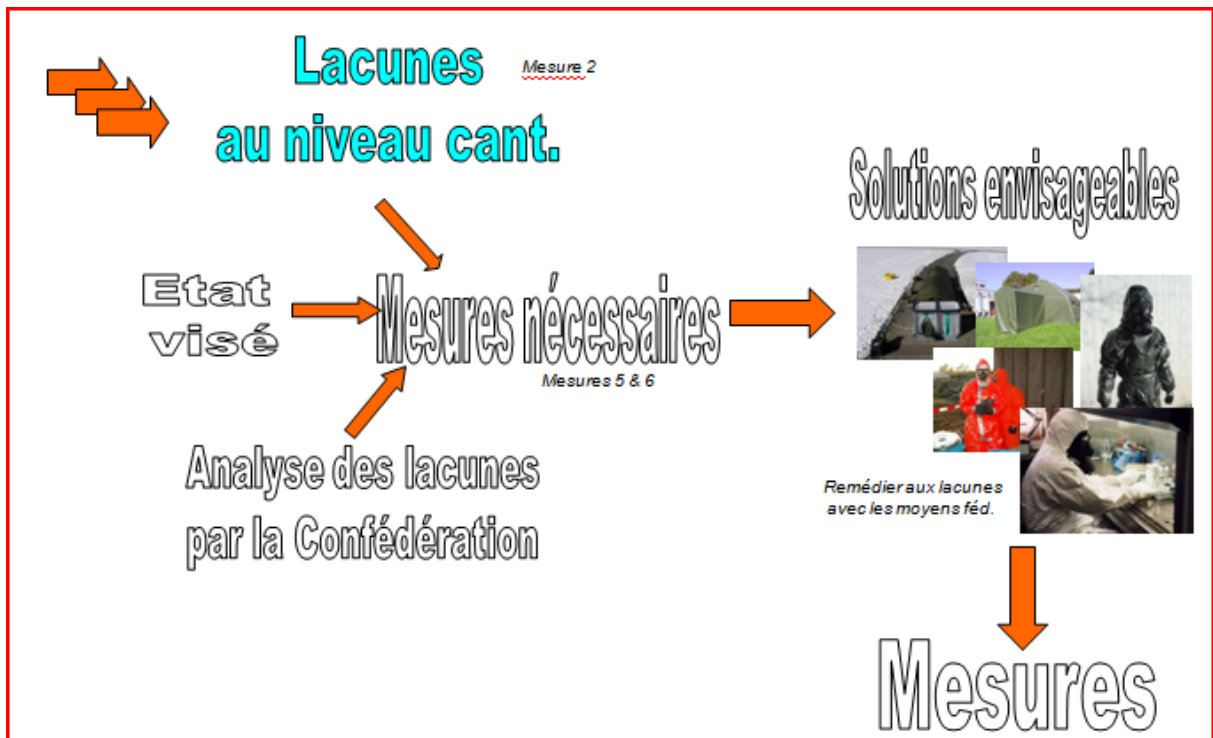 Lacunes
Mesure 2
au niveau cant.
Solutions envisageables
Etat
visé
Mesures nécessaires
Mesures 5 & 6
Analyse des lacunes
par la Confédération
Remédier aux lacunes
avec les moyens féd.
Mesures